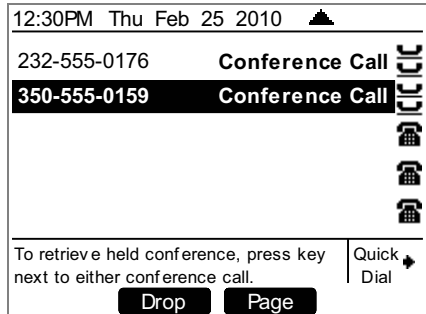 12:30PM Thu Feb 25 2010
232-555-0176 Conference Call
350-555-0159 Conference Call
To retrieve held conference, press key
next to either conference call.
Quick
Dial
Drop Page